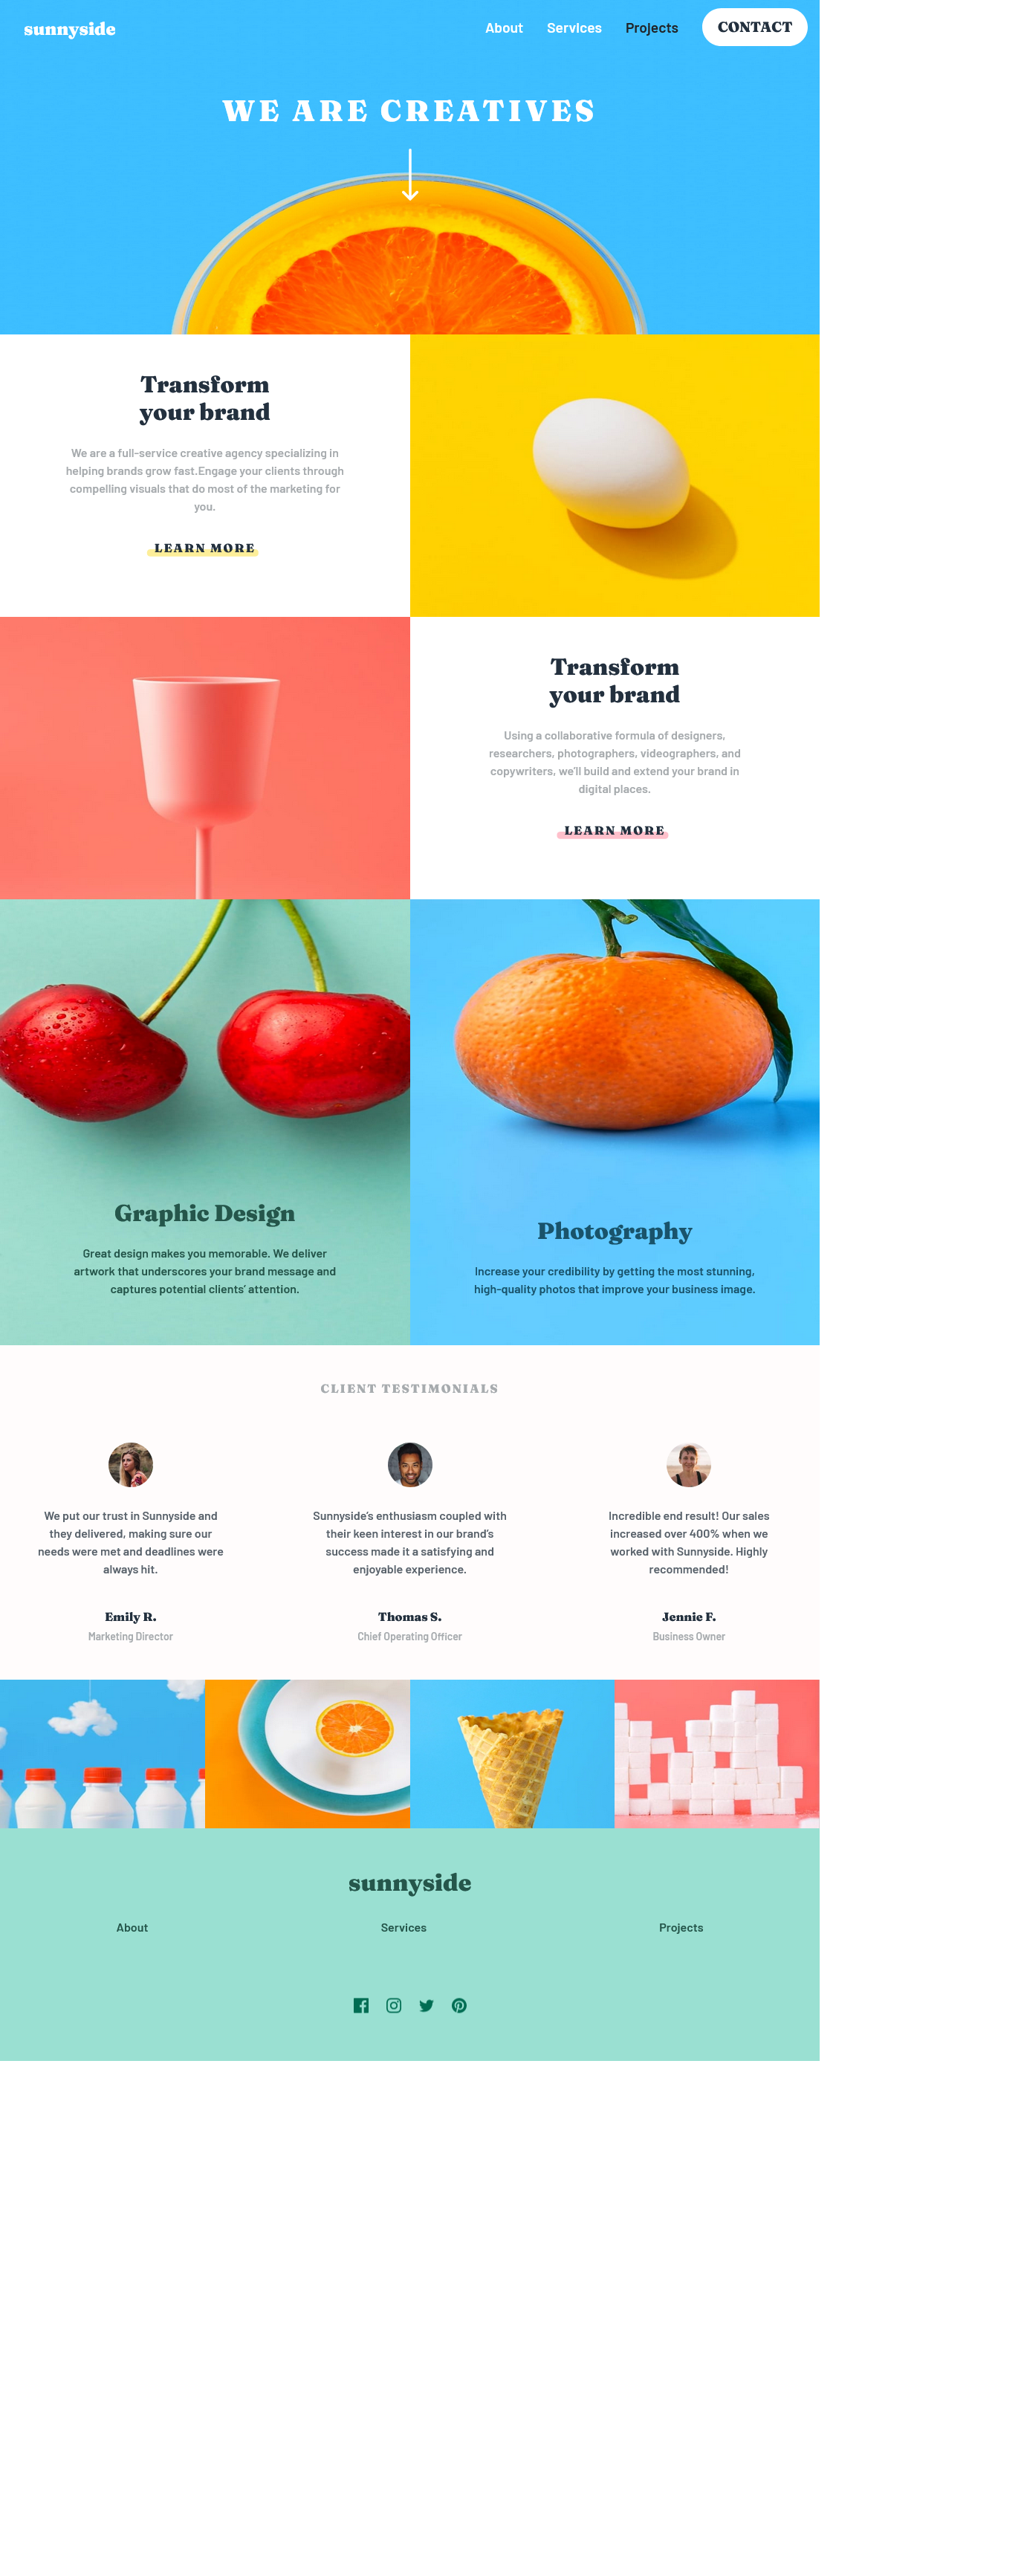 sunnyside
About Services Projects CONTACT
WE ARE CREATIVES
Transform
your brand
We are a full-service creative agency specializing in
helping brands grow fast.Engage your clients through
compelling visuals that do most of the marketing for
you.
LEARN MORE
Transform
your brand
Using a collaborative formula of designers,
researchers, photographers, videographers, and
copywriters, we'll build and extend your brand in
digital places.
LEARN MORE
Graphic Design
Great design makes you memorable. We deliver
artwork that underscores your brand message and
captures potential clients' attention.
Photography
Increase your credibility by getting the most stunning,
high-quality photos that improve your business image.
CLIENT TESTIMONIALS
We put our trust in Sunnyside and
they delivered, making sure our
needs were met and deadlines were
always hit.
Emily R.
Marketing Director
Sunnyside's enthusiasm coupled with
their keen interest in our brand's
success made it a satisfying and
enjoyable experience.
Thomas S.
Chief Operating Officer
Incredible end result! Our sales
increased over 400% when we
worked with Sunnyside. Highly
recommended!
Jennie F.
Business Owner
sunnyside
About Services Projects